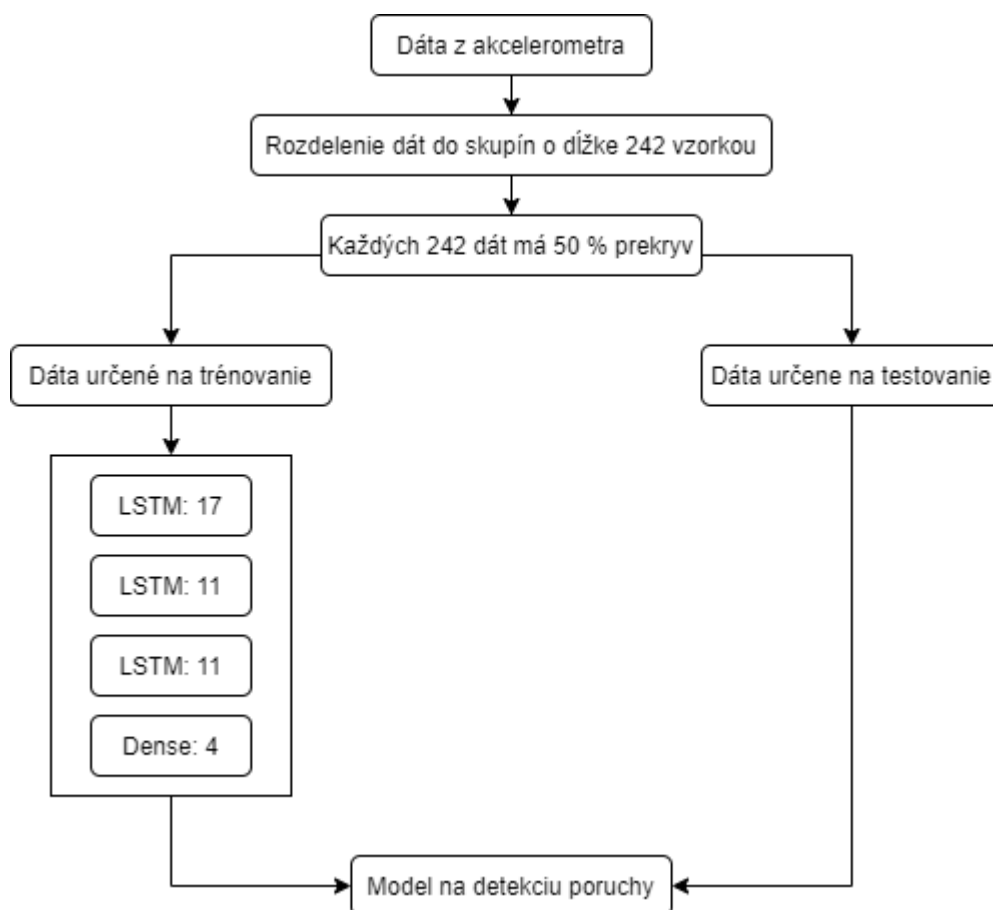 Dáta z akcelerometra
Rozdelenie dát do skupín o dĺžke 242 vzorkou
Každých 242 dát má 50 % prekryv
Dáta určené na trénovanie
Dáta určene na testovanie
LSTM: 17
LSTM: 11
LSTM: 11
Dense: 4
Model na detekciu poruchy